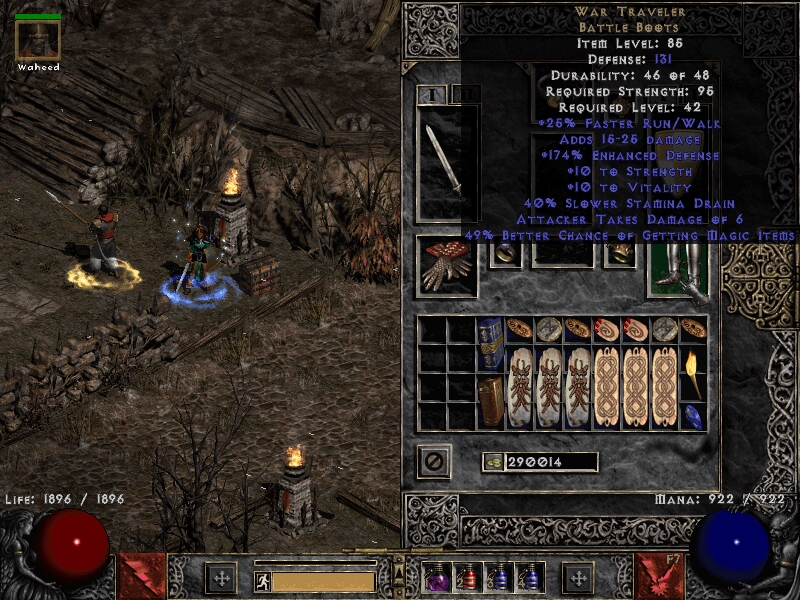 Waheed
War Traveler
Battle Boots
Item Level: 85
Defense: 131
Durability: 46 of 48
Required Strength: 95
Required Level: 42
+25% Faster Run/Walk
Adds 15-25 damage
+174% Enhanced Defense
+10 to Strength
+10 to Vitality
40% Slower Stamina Drain
Attacker Takes Damage of 6
49% Better Chance of Getting Magic Items
I
290014
Life: 1896 / 1896
Mana: 922 / 922
F7